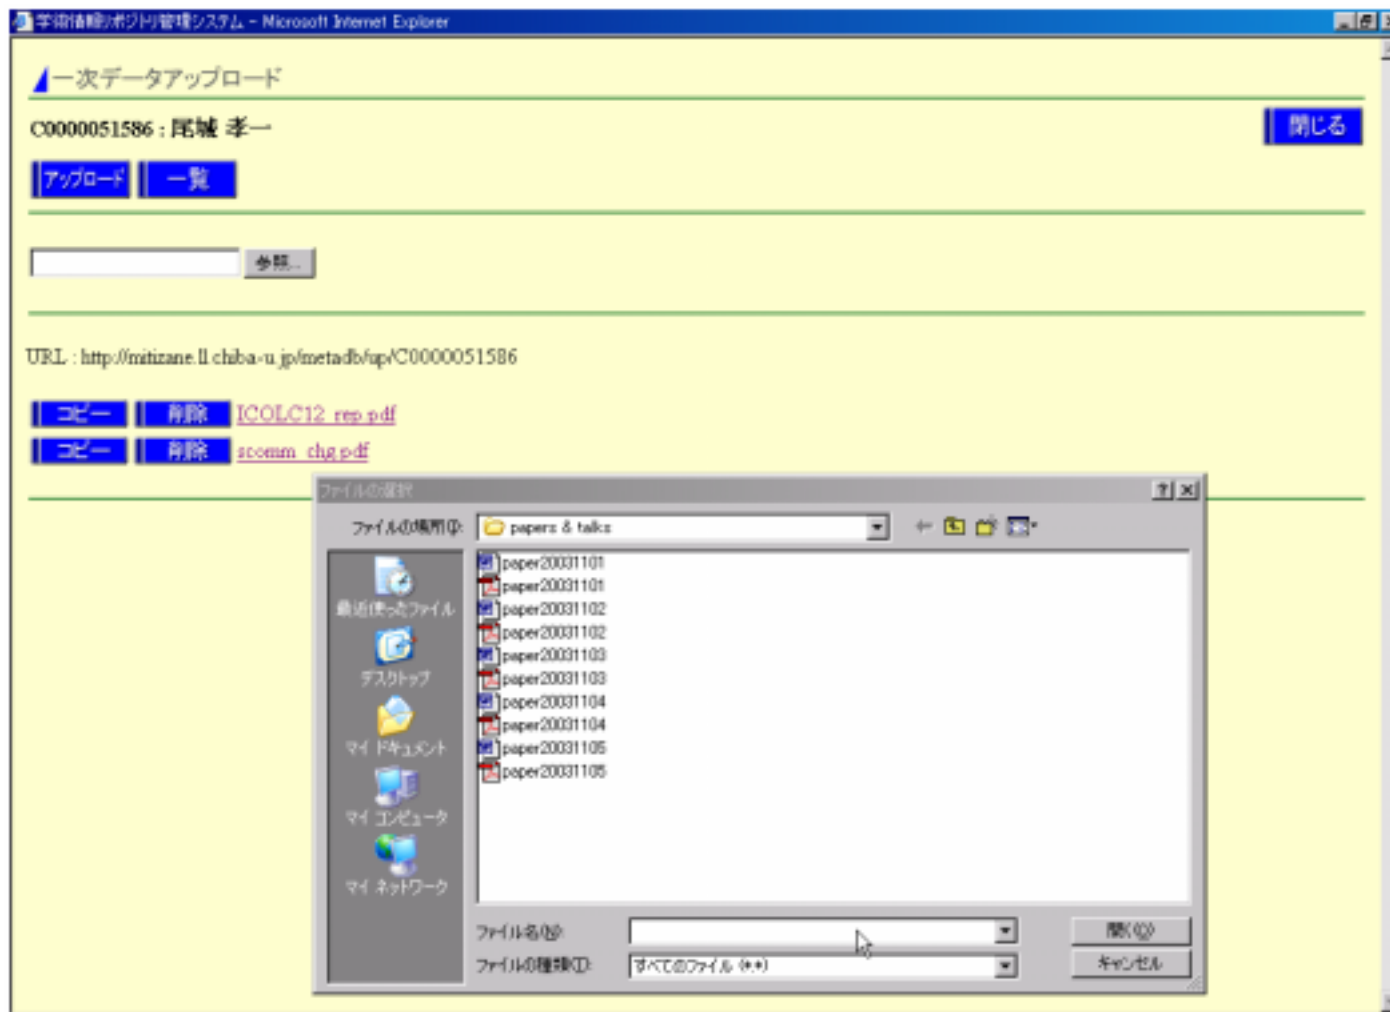 学術情報リポジトリ管理システム - Microsoft Internet Explorer
一次データアップロード
C0000051586 : 尾城 孝一
閉じる
アップロード 一覧
参照...
URL : http://mitizane.ll.chiba-u.jp/metadb/up/C0000051586
コピー 削除 ICOLC12_rep.pdf
コピー 削除 scomm_chg.pdf
ファイルの選択
ファイルの場所(I): papers & talks
最近使ったファイル
デスクトップ
マイ ドキュメント
マイ コンピュータ
マイ ネットワーク
paper20031101
paper20031101
paper20031102
paper20031102
paper20031103
paper20031103
paper20031104
paper20031104
paper20031105
paper20031105
ファイル名(N): 開く(O)
ファイルの種類(T): すべてのファイル (*.*) キャンセル